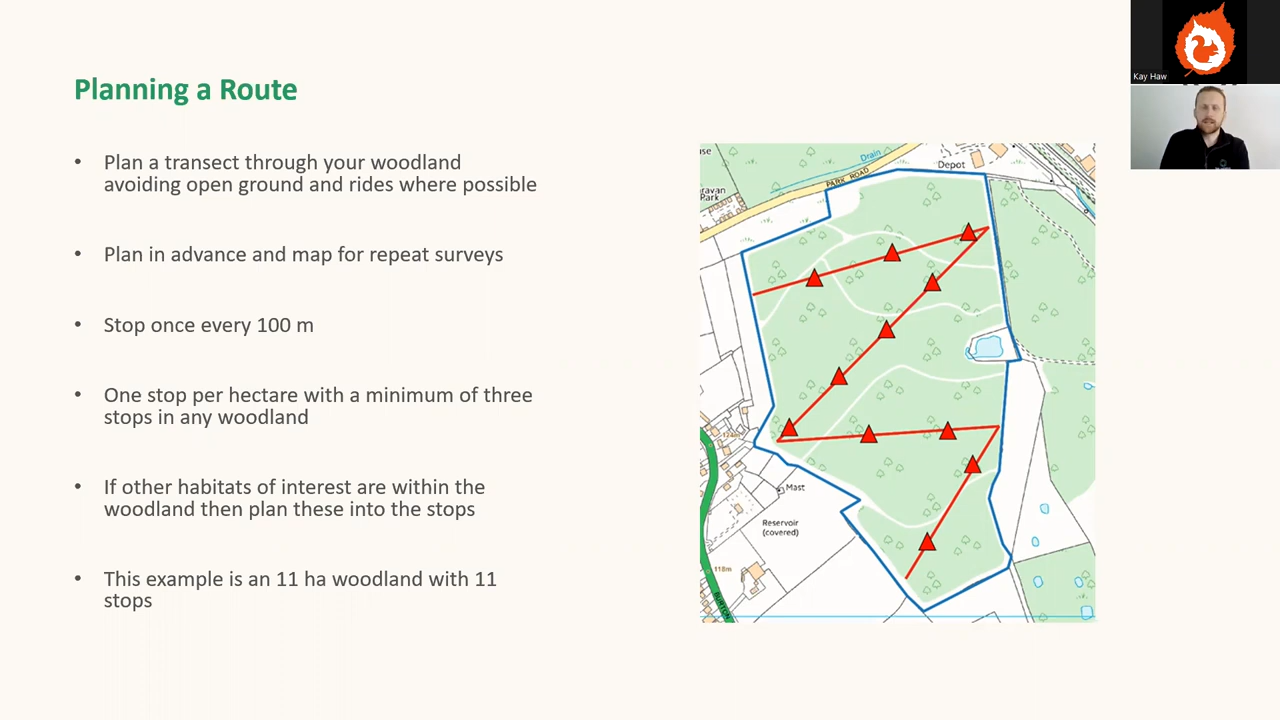 Planning a Route
Plan a transect through your woodland
avoiding open ground and rides where possible
Plan in advance and map for repeat surveys
Stop once every 100 m
One stop per hectare with a minimum of three
stops in any woodland
If other habitats of interest are within the
woodland then plan these into the stops
This example is an 11 ha woodland with 11
stops
Drain
Depot
PARK ROAD
Park
Mast
Reservoir
(covered)
118m
Kay Haw